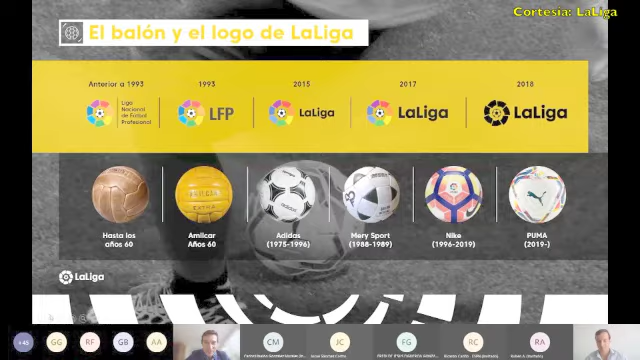 Cortesía: LaLiga
El balón y el logo de LaLiga
Anterior a 1993
1993
2015
2017
2018
Liga
Nacional
de Fútbol
Profesional
LFP
LaLiga
LaLiga
LaLiga
Hasta los
años 60
Amilcar
Años 60
Adidas
(1975-1996)
Mery Sport
(1988-1989)
Nike
(1996-2019)
PUMA
(2019-)
LaLiga
+45
GG
RF
GB
AA
CM
JC
FG
RC
RA